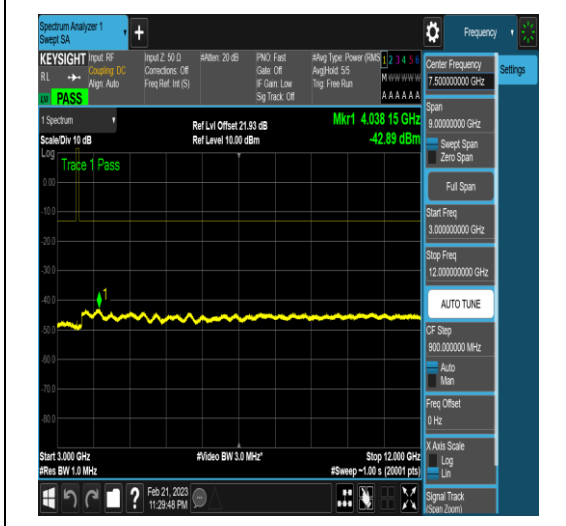 Spectrum Analyzer 1
Swept SA
+
Frequency
KEYSIGHT
RL
Input: RF
Coupling: DC
Align: Auto
Input Z: 50 Ω
Corrections: Off
Freq Ref: Int (S)
#Atten: 20 dB
PNO: Fast
Gate: Off
IF Gain: Low
Sig Track: Off
#Avg Type: Power (RMS
Avg|Hold: 5/5
Trig: Free Run
1 2 3 4 5 6
M W W W W W
A A A A A A
PASS
1 Spectrum
Scale/Div 10 dB
Ref Lvl Offset 21.93 dB
Ref Level 10.00 dBm
Mkr1 4.038 15 GHz
-42.89 dBm
Log
Trace 1 Pass
0.00
-10.0
-20.0
-30.0
-40.0
-50.0
-60.0
-70.0
-80.0
1
Start 3.000 GHz
#Res BW 1.0 MHz
#Video BW 3.0 MHz*
Stop 12.000 GHz
#Sweep ~1.00 s (20001 pts)
Feb 21, 2023
11:29:48 PM
?
Center Frequency
7.500000000 GHz
Settings
Span
9.00000000 GHz
Swept Span
Zero Span
Full Span
Start Freq
3.000000000 GHz
Stop Freq
12.000000000 GHz
AUTO TUNE
CF Step
900.000000 MHz
Auto
Man
Freq Offset
0 Hz
X Axis Scale
Log
Lin
Signal Track
(Span Zoom)